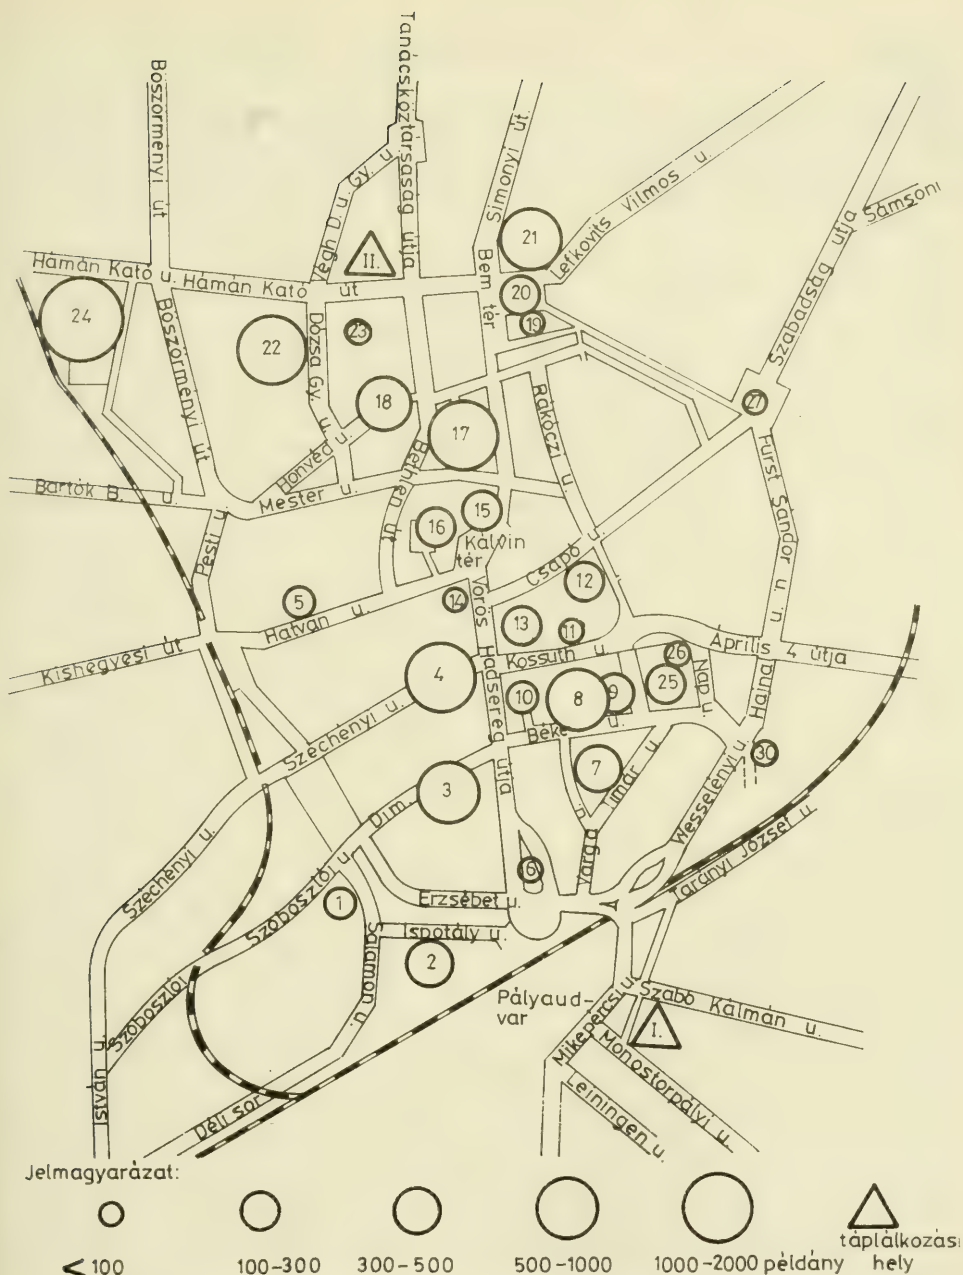 Böszörményi út
Tanácsköztársaság útja
Végh D. u. Gy. u.
Simonyi út.
Lefkovits Vilmos u.
Szabadság útja
Sámsoni
II.
21
Hámán Kató u.
Hámán Kató út
Bem tér
20
19
24
22
23
Dózsa Gy. u.
Böszörményi út
18
17
27
Honvéd u.
Bethlen út
Rákóczi u.
Fürst Sándor u.
Bartók B. u.
Mester u.
16
15
Kálvin
tér
Csapó u.
Pesti u.
5
Hatvan u.
14
12
13
11
Vörös Hadsereg útja
Kishegyesi út
Kossuth u.
Április 4 útja
4
26
25
Nap u.
Hajnal u.
10
8
9
Széchenyi u.
Béke u.
30
7
Timár u.
3
Dim.
Wesselényi u.
Varga u.
Széchenyi u.
Szoboszlói u.
6
Tarányi József u.
1
Erzsébet u.
Ispotály u.
Salamon u.
2
Pályaud-
var
Szabó Kálmán u.
I.
Szoboszlói
Mikepércsi u.
Monostorpályi u.
István u.
Déli sor
Leiningen u.
Jelmagyarázat:
< 100
100-300
300-500
500-1000
1000-2000 példány
táplálkozási
hely